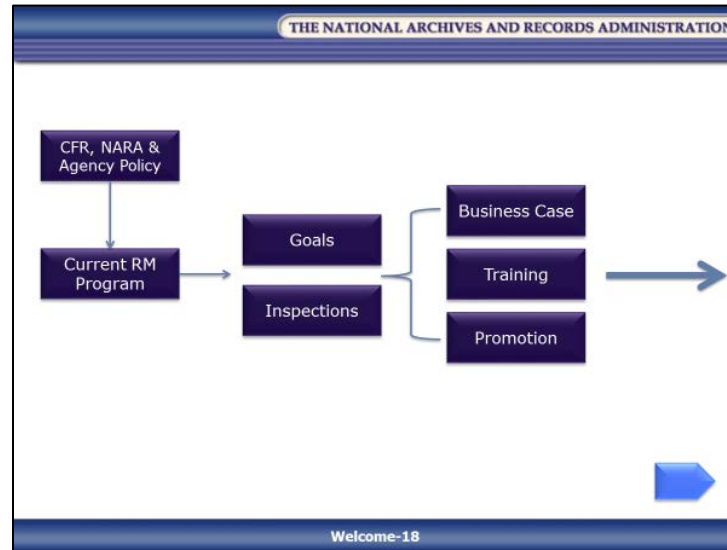 THE NATIONAL ARCHIVES AND RECORDS ADMINISTRATION
CFR, NARA &
Agency Policy
Current RM
Program
Goals
Inspections
Business Case
Training
Promotion
Welcome-18